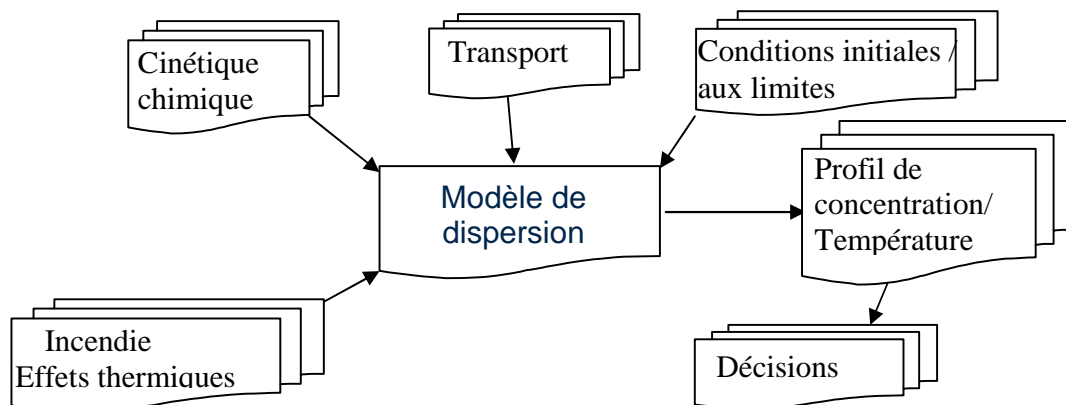 Cinétique
chimique
Transport
Conditions initiales /
aux limites
Modèle de
dispersion
Profil de
concentration/
Température
Incendie
Effets thermiques
Décisions